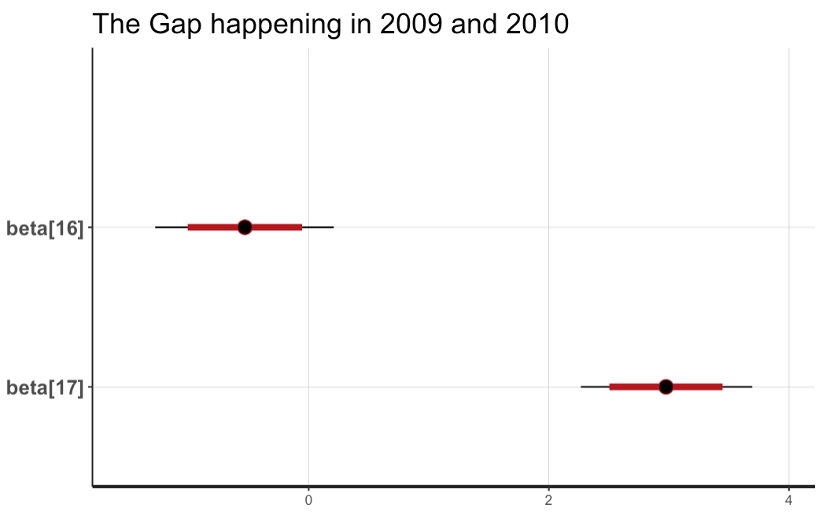 The Gap happening in 2009 and 2010
beta[16]
beta[17]
0 2 4